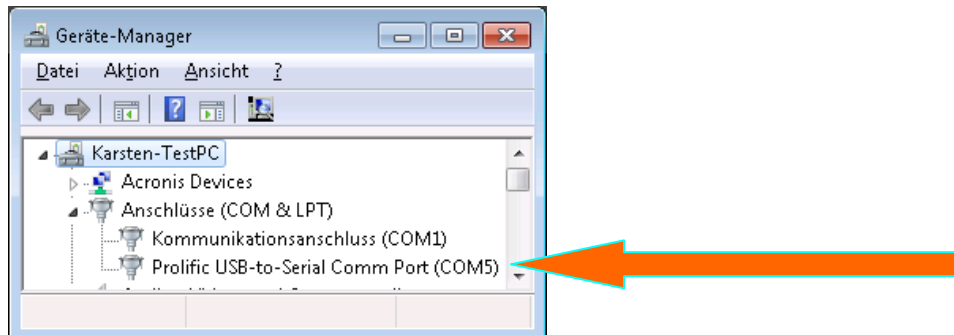 Geräte-Manager
Datei Aktion Ansicht ?
Karsten-TestPC
Acronis Devices
Anschlüsse (COM & LPT)
Kommunikationsanschluss (COM1)
Prolific USB-to-Serial Comm Port (COM5)